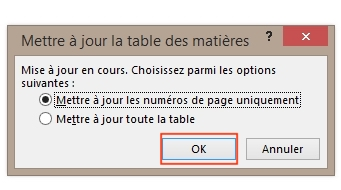 Mettre à jour la table des matières ? ×
Mise à jour en cours. Choisissez parmi les options
suivantes :
Mettre à jour les numéros de page uniquement
Mettre à jour toute la table
OK Annuler